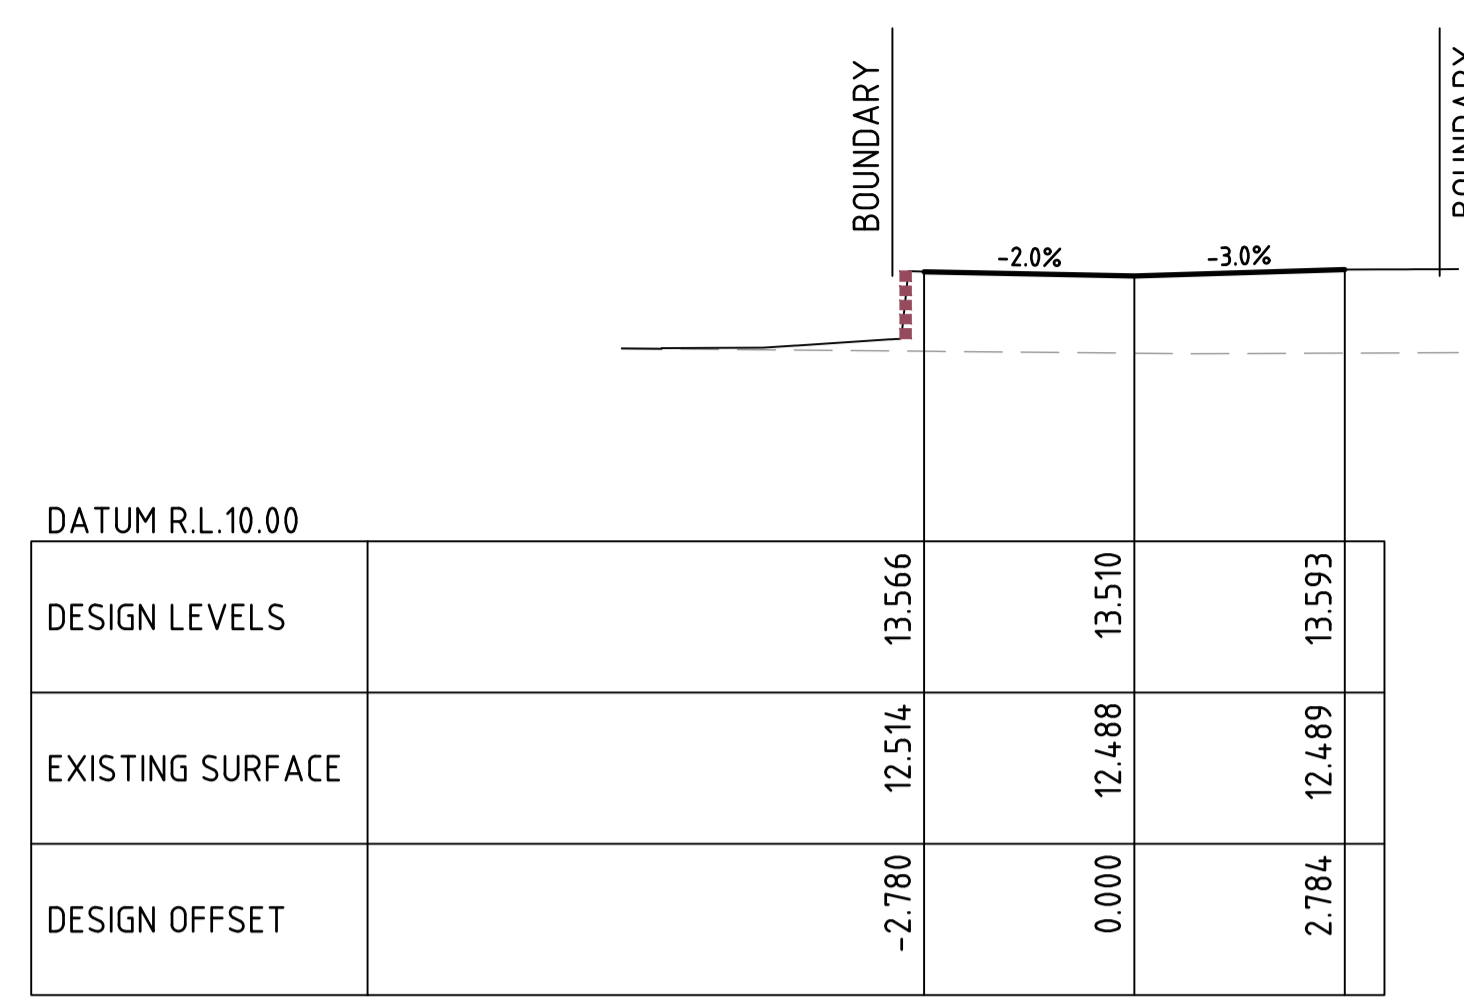 BOUNDARY
BOUNDARY
-2.0%
-3.0%
DATUM R.L.10.00
DESIGN LEVELS 13.566 13.510 13.593
EXISTING SURFACE 12.514 12.488 12.489
DESIGN OFFSET -2.780 0.000 2.784